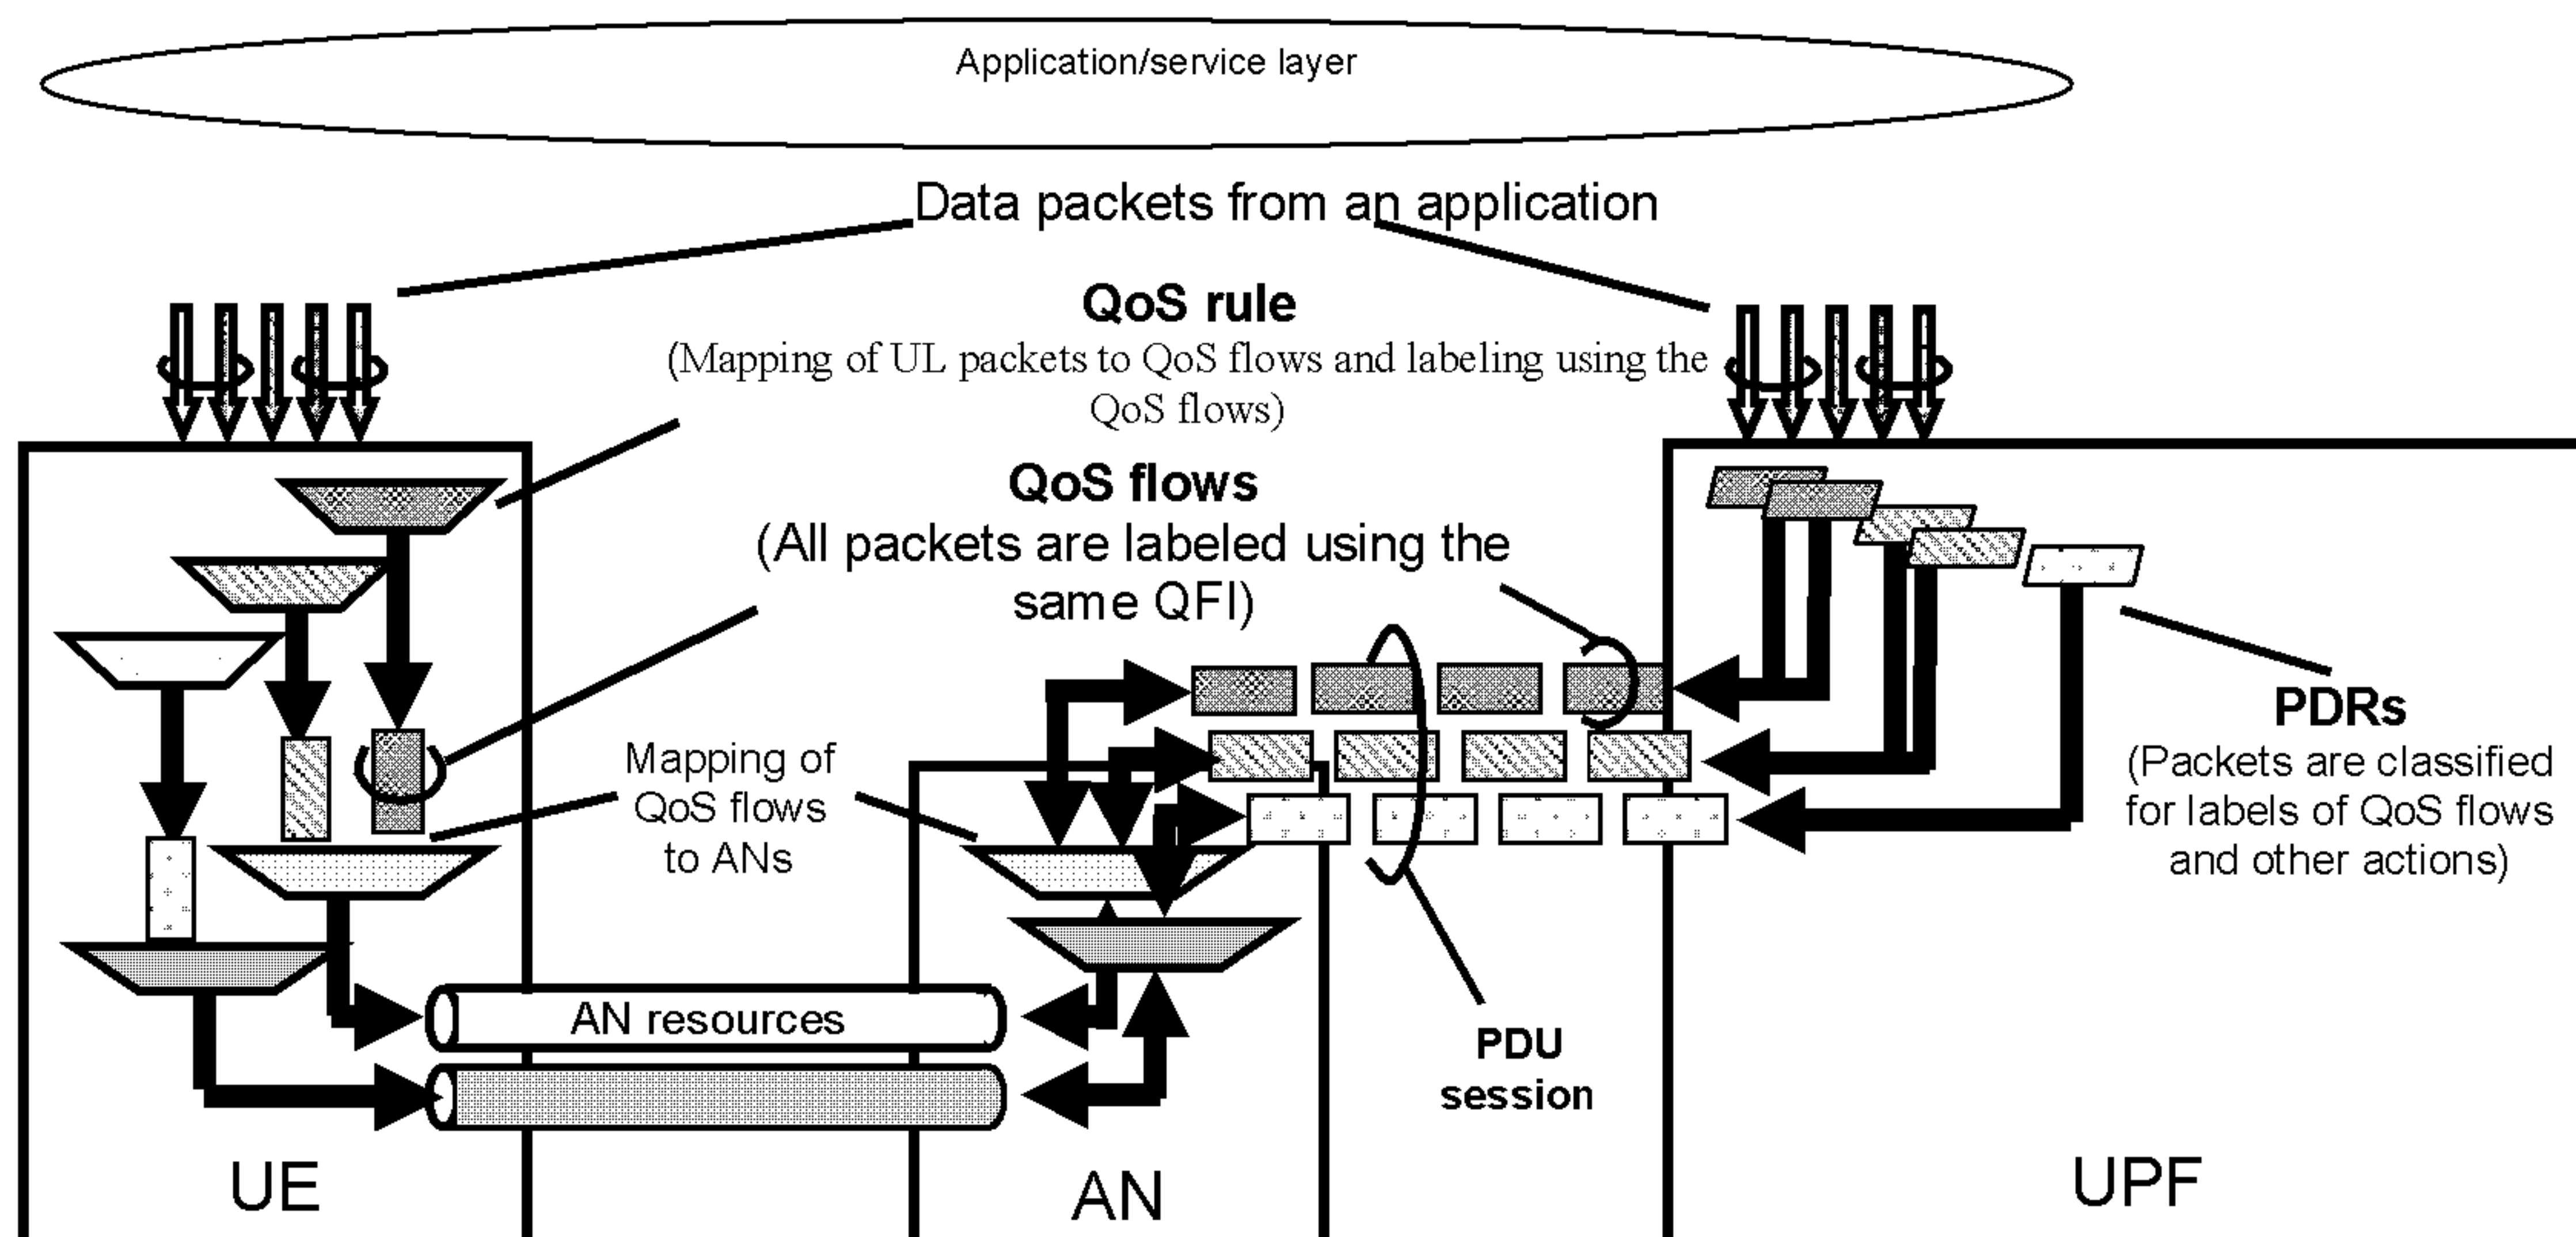 Application/service layer
Data packets from an application
QoS rule
(Mapping of UL packets to QoS flows and labeling using the
QoS flows)
QoS flows
(All packets are labeled using the
same QFI)
Mapping of
QoS flows
to ANs
PDRs
(Packets are classified
for labels of QoS flows
and other actions)
AN resources
PDU
session
UE
AN
UPF